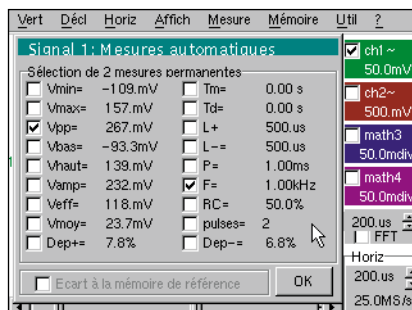 Vert Décl Horiz Affich Mesure Mémoire Util ?
Signal 1: Mesures automatiques
Sélection de 2 mesures permanentes
Vmin= -109.mV Tm= 0.00 s
Vmax= 157.mV Td= 0.00 s
Vpp= 267.mV L+ 500.us
Vbas= -93.3mV L-= 500.us
Vhaut= 139.mV P= 1.00ms
Vamp= 232.mV F= 1.00kHz
Veff= 118.mV RC= 50.0%
Vmoy= 23.7mV pulses= 2
Dep+= 7.8% Dep-= 6.8%
Ecart à la mémoire de référence OK
ch1~
50.0mV
ch2~
500.mV
math3
50.0mdiv
math4
50.0mdiv
200.us
FFT
Horiz
200.us
25.0MS/s